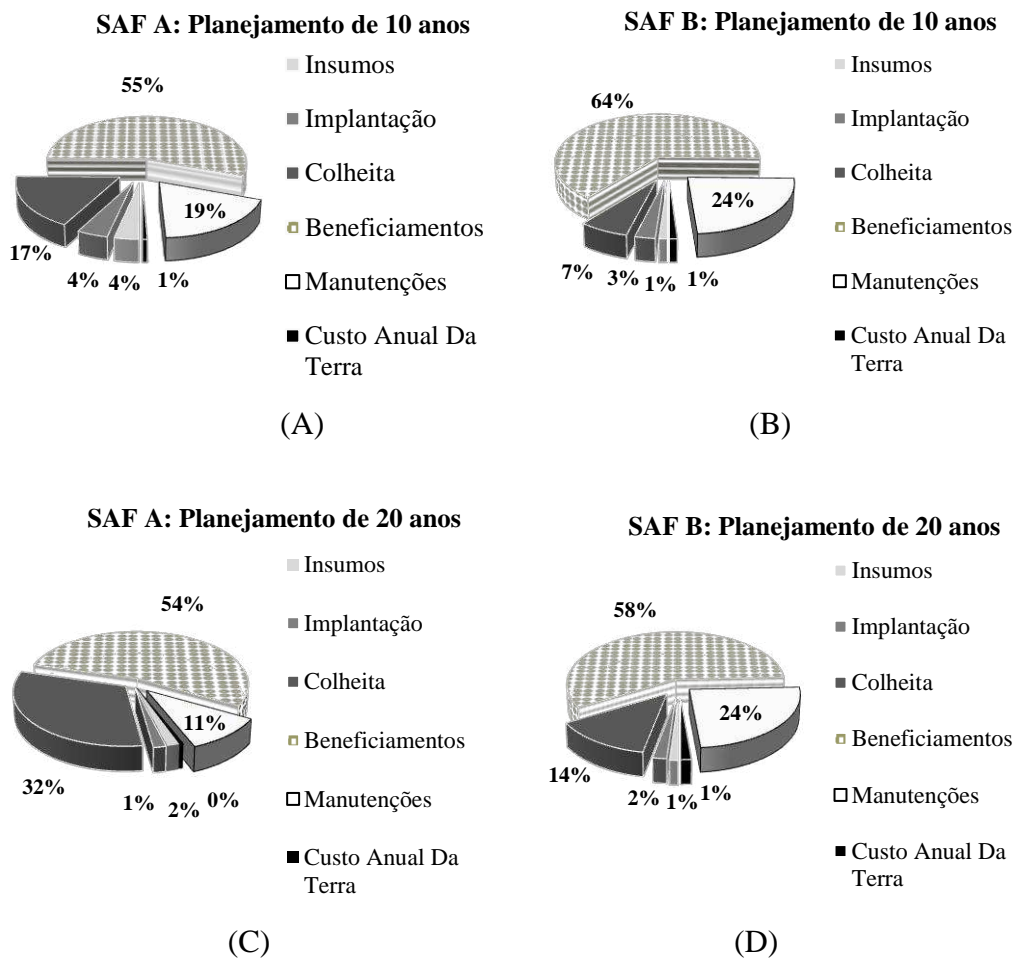 SAF A: Planejamento de 10 anos
55%
19%
17%
4%
4%
1%
Insumos
Implantação
Colheita
Beneficiamentos
Manutenções
Custo Anual Da
Terra
(A)
SAF B: Planejamento de 10 anos
64%
24%
7%
3%
1%
1%
Insumos
Implantação
Colheita
Beneficiamentos
Manutenções
Custo Anual Da
Terra
(B)
SAF A: Planejamento de 20 anos
54%
11%
32%
1%
2%
0%
Insumos
Implantação
Colheita
Beneficiamentos
Manutenções
Custo Anual Da
Terra
(C)
SAF B: Planejamento de 20 anos
58%
24%
14%
2%
1%
1%
Insumos
Implantação
Colheita
Beneficiamentos
Manutenções
Custo Anual Da
Terra
(D)